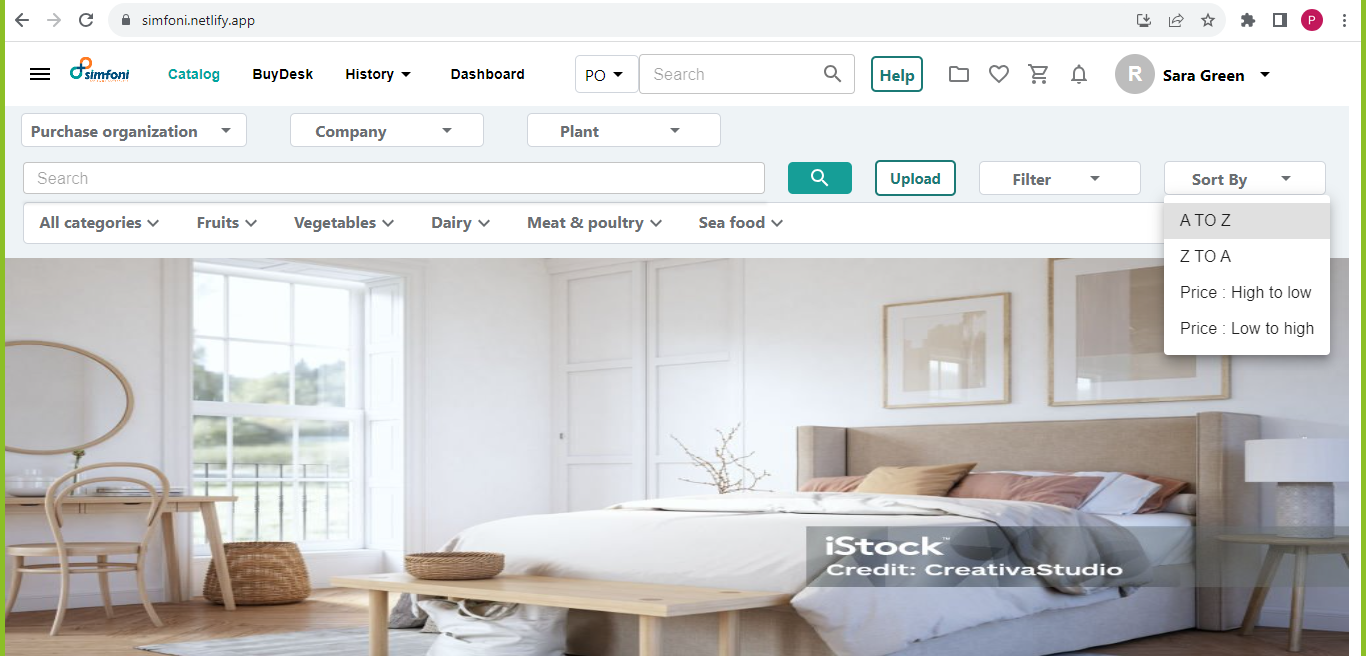 simfoni.netlify.app
P
simfoni
Catalog
BuyDesk
History
Dashboard
PO
Search
Help
R
Sara Green
Purchase organization
Company
Plant
Search
Upload
Filter
Sort By
All categories
Fruits
Vegetables
Dairy
Meat & poultry
Sea food
A TO Z
Z TO A
Price : High to low
Price : Low to high
iStock™
Credit: CreativaStudio